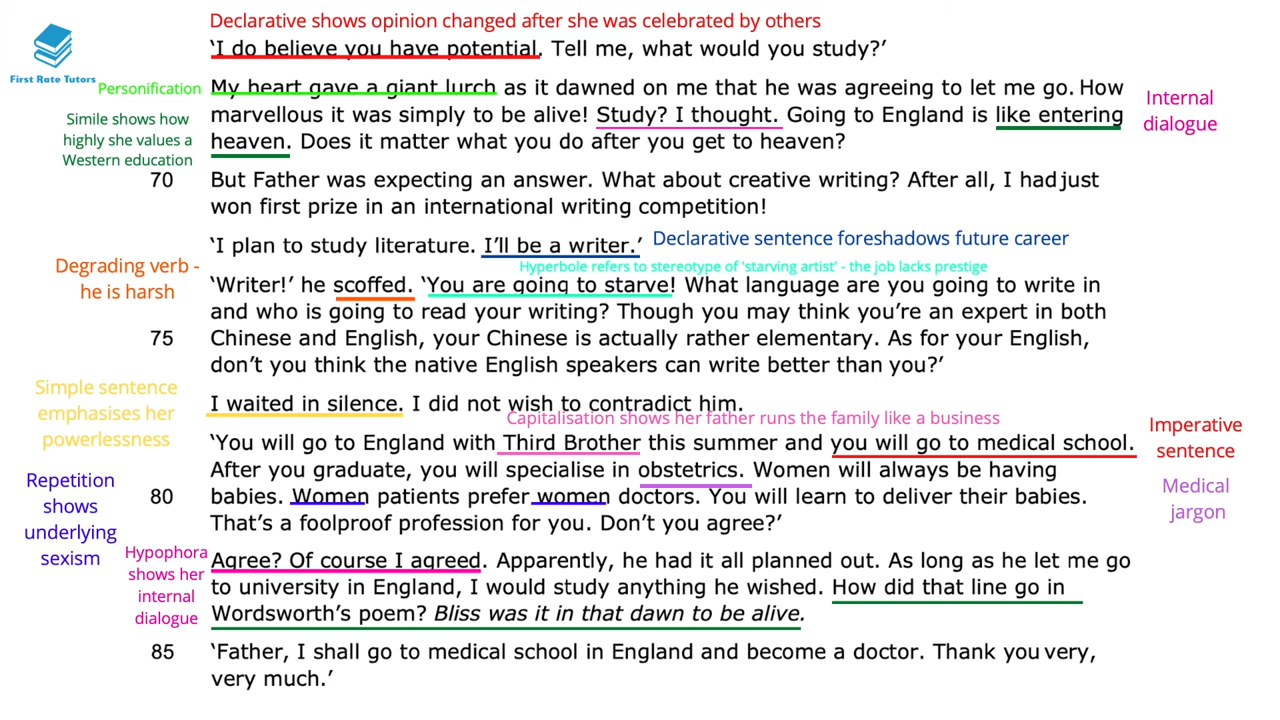 Declarative shows opinion changed after she was celebrated by others
‘I do believe you have potential. Tell me, what would you study?’
First Rate Tutors
Personification
My heart gave a giant lurch as it dawned on me that he was agreeing to let me go. How
marvellous it was simply to be alive! Study? I thought. Going to England is like entering
heaven. Does it matter what you do after you get to heaven?
Internal
dialogue
Simile shows how
highly she values a
Western education
70
But Father was expecting an answer. What about creative writing? After all, I had just
won first prize in an international writing competition!
‘I plan to study literature. I’ll be a writer.’
Declarative sentence foreshadows future career
Degrading verb -
he is harsh
Hyperbole refers to stereotype of 'starving artist' - the job lacks prestige
‘Writer!’ he scoffed. ‘You are going to starve! What language are you going to write in
and who is going to read your writing? Though you may think you’re an expert in both
75
Chinese and English, your Chinese is actually rather elementary. As for your English,
don’t you think the native English speakers can write better than you?’
Simple sentence
emphasises her
powerlessness
I waited in silence. I did not wish to contradict him.
Capitalisation shows her father runs the family like a business
‘You will go to England with Third Brother this summer and you will go to medical school.
After you graduate, you will specialise in obstetrics. Women will always be having
80
babies. Women patients prefer women doctors. You will learn to deliver their babies.
That’s a foolproof profession for you. Don’t you agree?’
Imperative
sentence
Medical
jargon
Repetition
shows
underlying
sexism
Hypophora
shows her
internal
dialogue
Agree? Of course I agreed. Apparently, he had it all planned out. As long as he let me go
to university in England, I would study anything he wished. How did that line go in
Wordsworth’s poem? Bliss was it in that dawn to be alive.
85
‘Father, I shall go to medical school in England and become a doctor. Thank you very,
very much.’